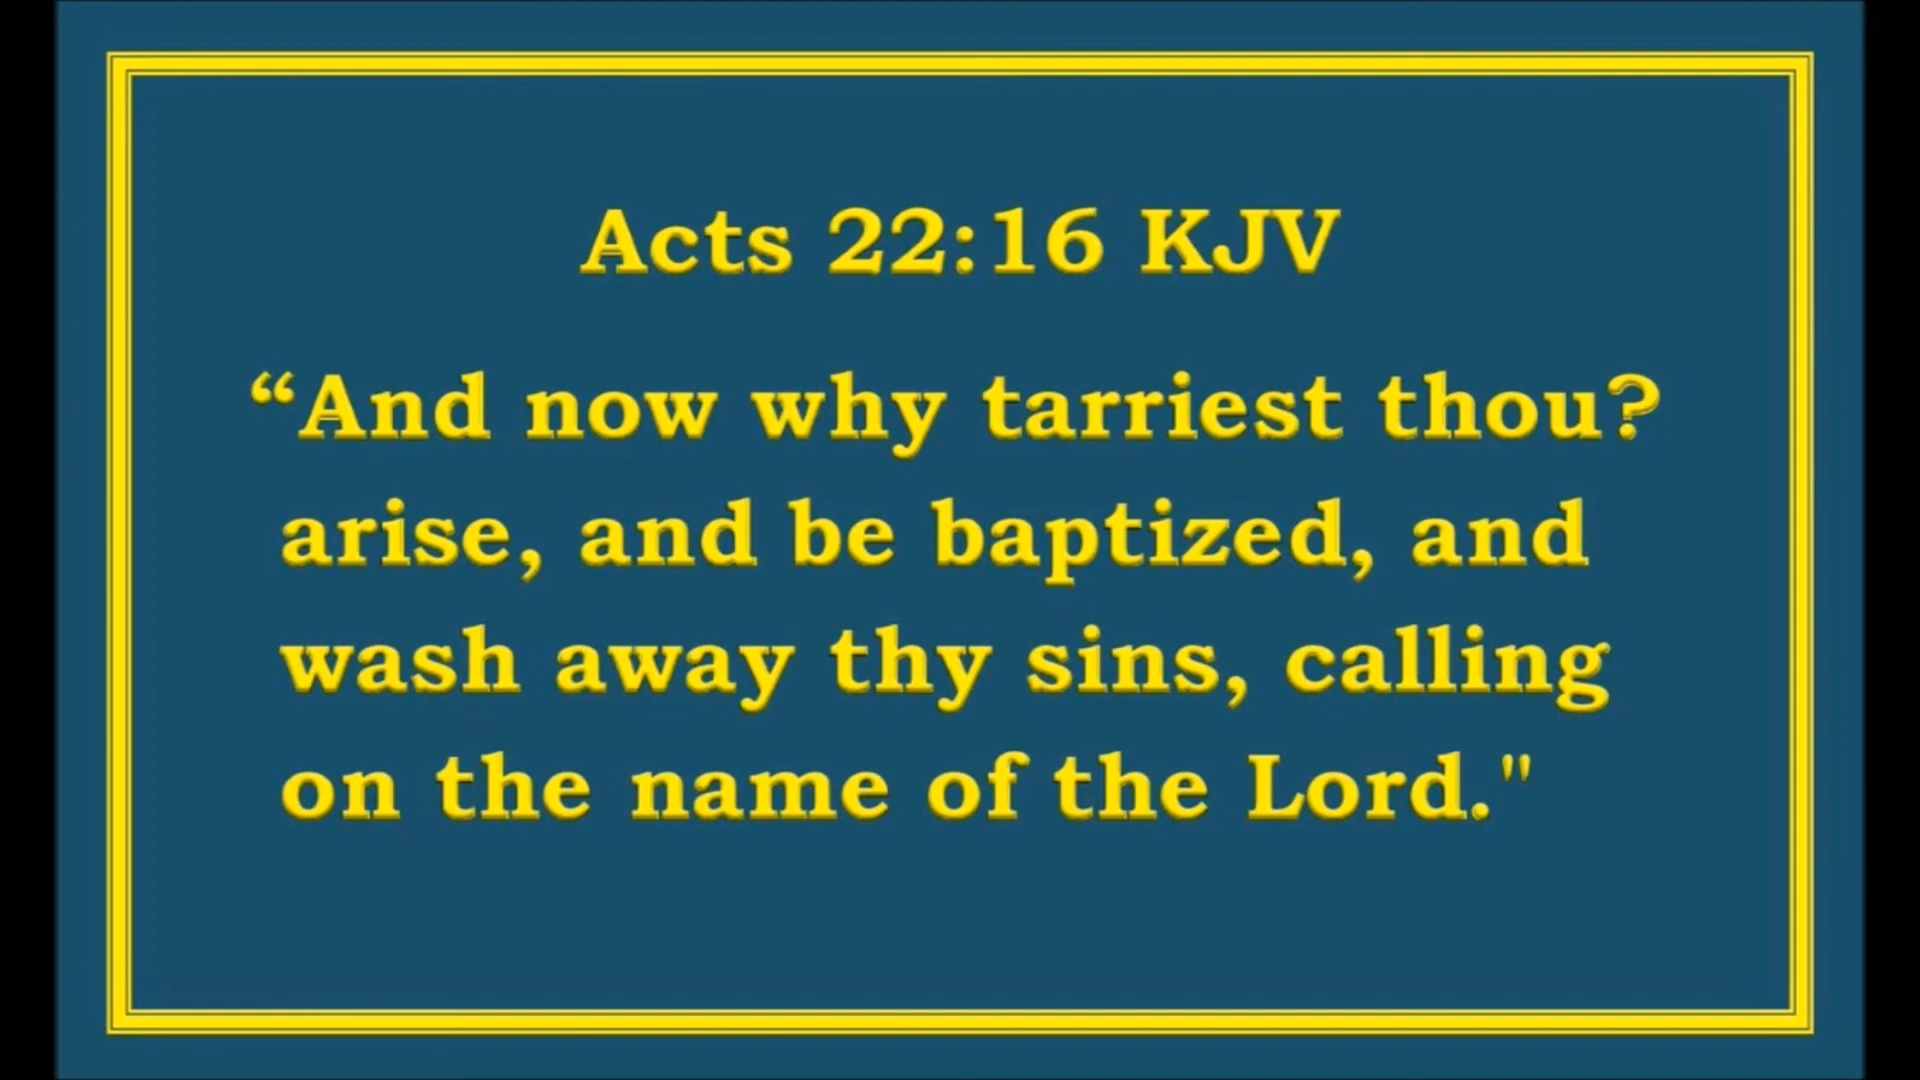 Acts 22:16 KJV
“And now why tarriest thou?
arise, and be baptized, and
wash away thy sins, calling
on the name of the Lord."